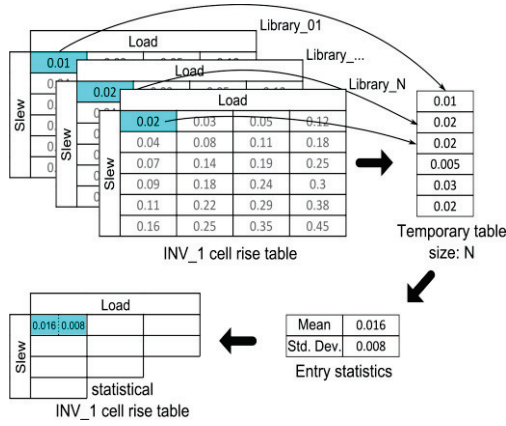 Library_01
Load
Library_...
0.01
Load
Library_N
Slew
0.02
Load
Slew
0.01
0.02 0.03 0.05 0.12
0.02
Slew
0.04 0.08 0.11 0.18
0.02
0.07 0.14 0.19 0.25
0.005
0.09 0.18 0.24 0.3
0.03
0.11 0.22 0.29 0.38
0.02
0.16 0.25 0.35 0.45
Temporary table
size: N
INV_1 cell rise table
Load
0.016 0.008
Slew
Mean 0.016
Std. Dev. 0.008
Entry statistics
statistical
INV_1 cell rise table